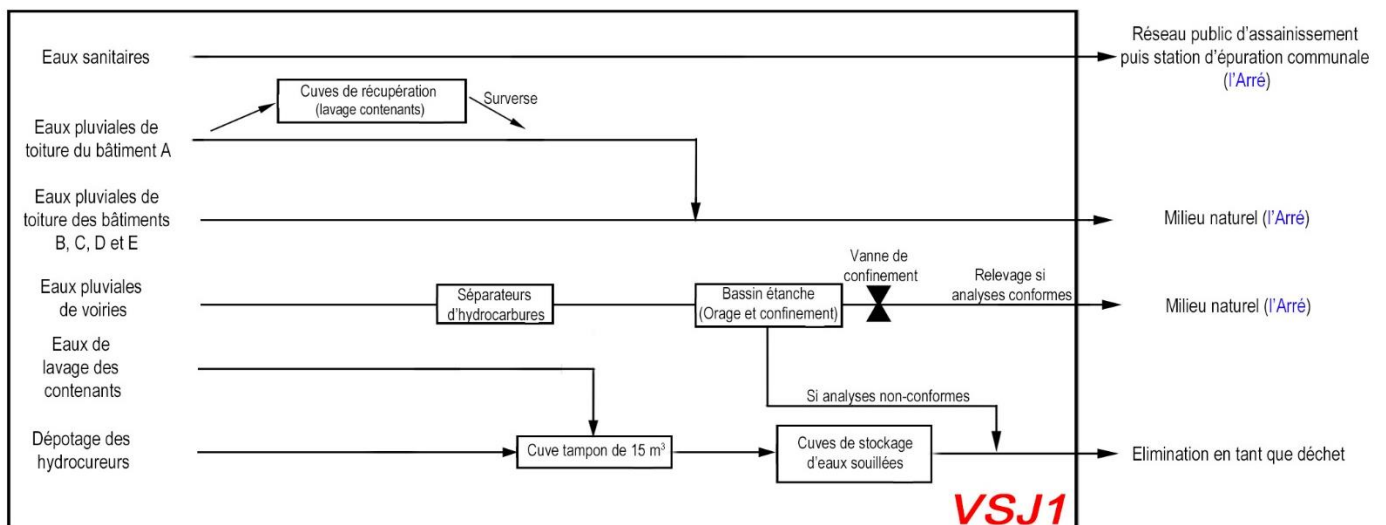 Eaux sanitaires
Réseau public d'assainissement
puis station d'épuration communale
(l'Arré)
Cuves de récupération
(lavage contenants)
Surverse
Eaux pluviales de
toiture du bâtiment A
Eaux pluviales de
toiture des bâtiments
B, C, D et E
Milieu naturel (l'Arré)
Eaux pluviales
de voiries
Séparateurs
d'hydrocarbures
Bassin étanche
(Orage et confinement)
Vanne de
confinement
Relevage si
analyses conformes
Milieu naturel (l'Arré)
Eaux de
lavage des
contenants
Si analyses non-conformes
Dépotage des
hydrocureurs
Cuve tampon de 15 m³
Cuves de stockage
d'eaux souillées
Elimination en tant que déchet
VSJ1